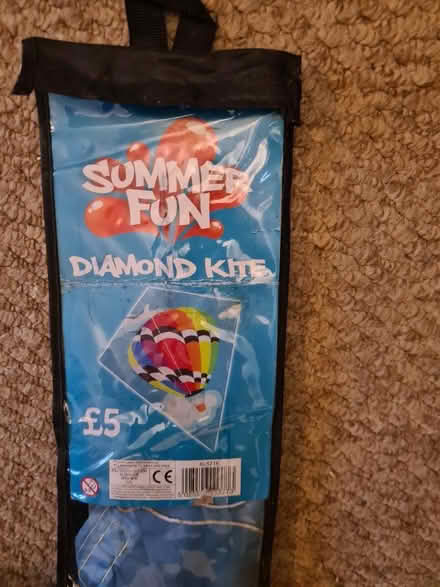 SUMMER
FUN
DIAMOND KITE
£5
CE